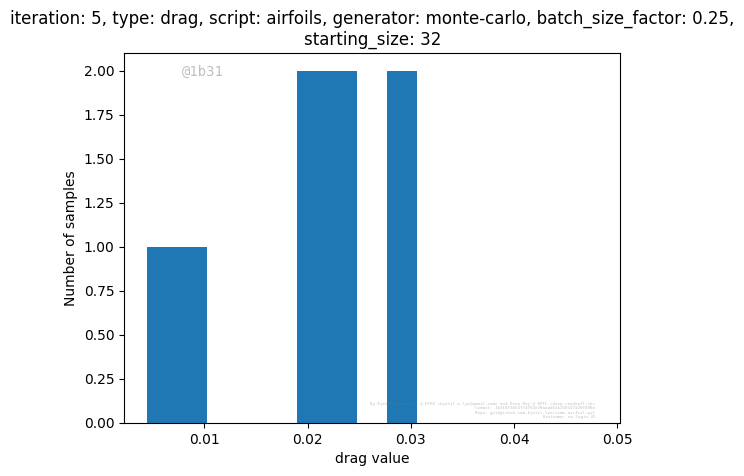 iteration: 5, type: drag, script: airfoils, generator: monte-carlo, batch_size_factor: 0.25,
starting_size: 32
@1b31
2.00
1.75
1.50
1.25
1.00
0.75
0.50
0.25
0.00
Number of samples
0.01
0.02
0.03
0.04
0.05
drag value